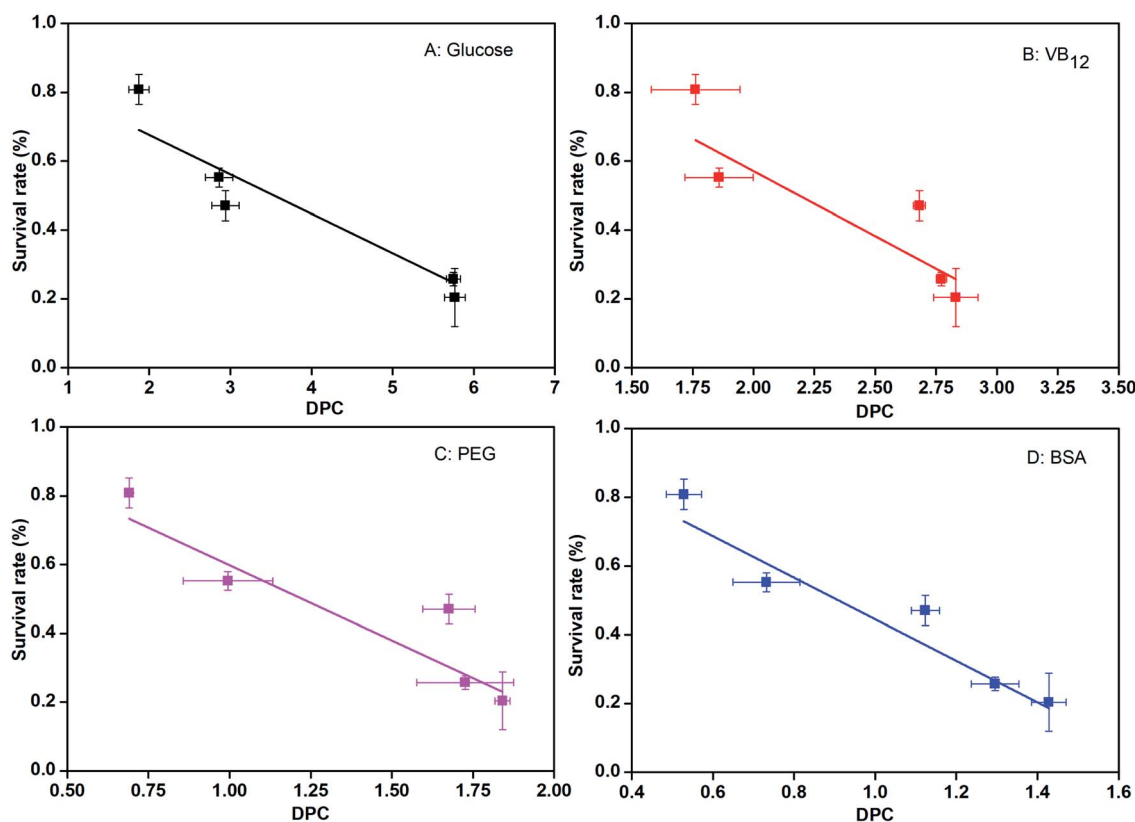 A: Glucose
Survival rate (%)
1.0
0.8
0.6
0.4
0.2
0.0
1 2 3 4 5 6 7
DPC
B: VB12
Survival rate (%)
1.0
0.8
0.6
0.4
0.2
0.0
1.50 1.75 2.00 2.25 2.50 2.75 3.00 3.25 3.50
DPC
C: PEG
Survival rate (%)
1.0
0.8
0.6
0.4
0.2
0.0
0.50 0.75 1.00 1.25 1.50 1.75 2.00
DPC
D: BSA
Survival rate (%)
1.0
0.8
0.6
0.4
0.2
0.0
0.4 0.6 0.8 1.0 1.2 1.4 1.6
DPC